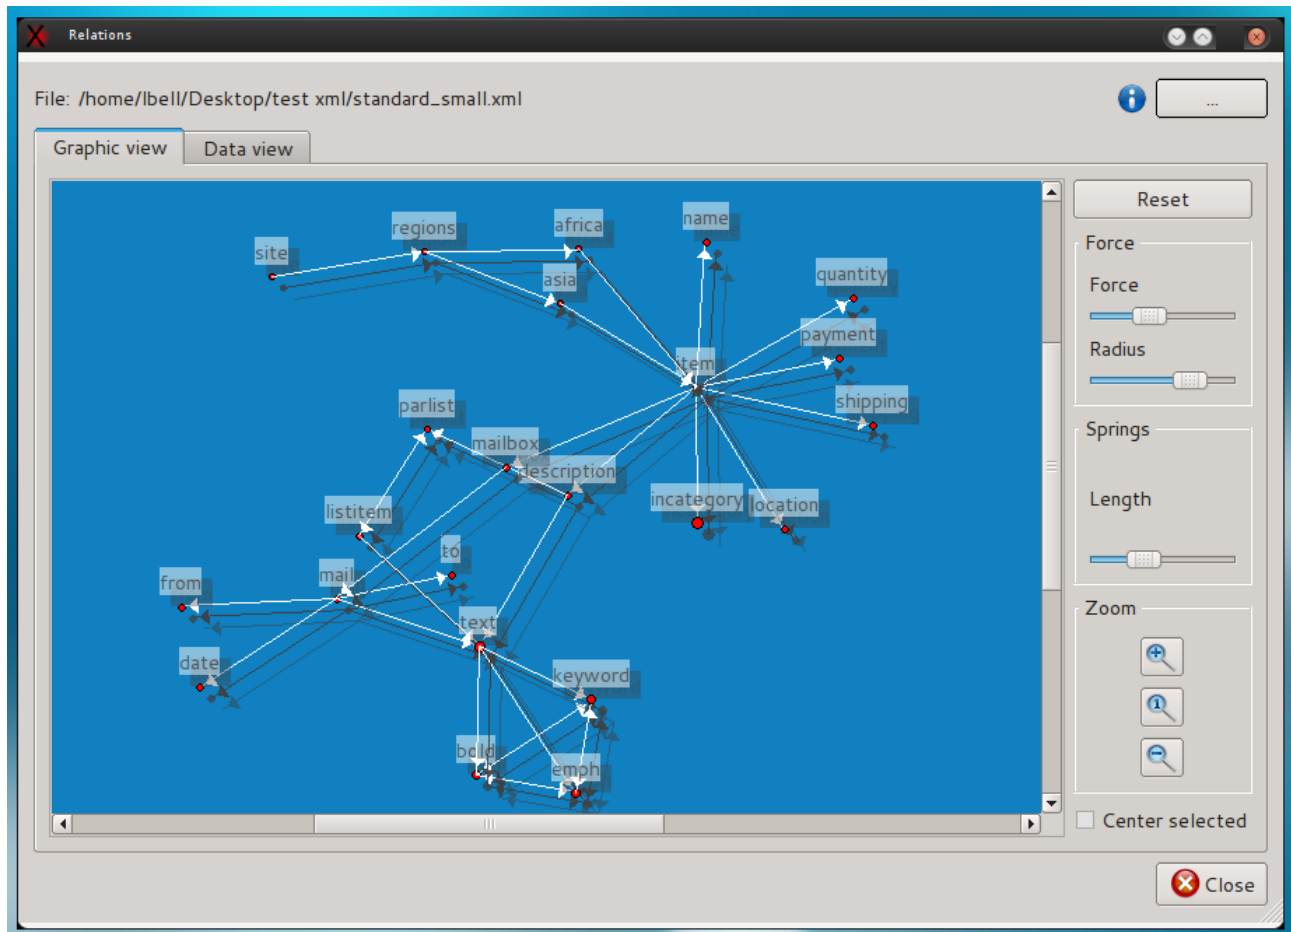 Relations
File: /home/lbell/Desktop/test xml/standard_small.xml
...
Graphic view
Data view
Reset
Force
Force
Radius
Springs
Length
Zoom
Center selected
Close
name
africa
regions
site
quantity
asia
payment
item
shipping
parlist
mailbox
description
incategory
location
listitem
to
mail
from
text
date
keyword
bold
emph